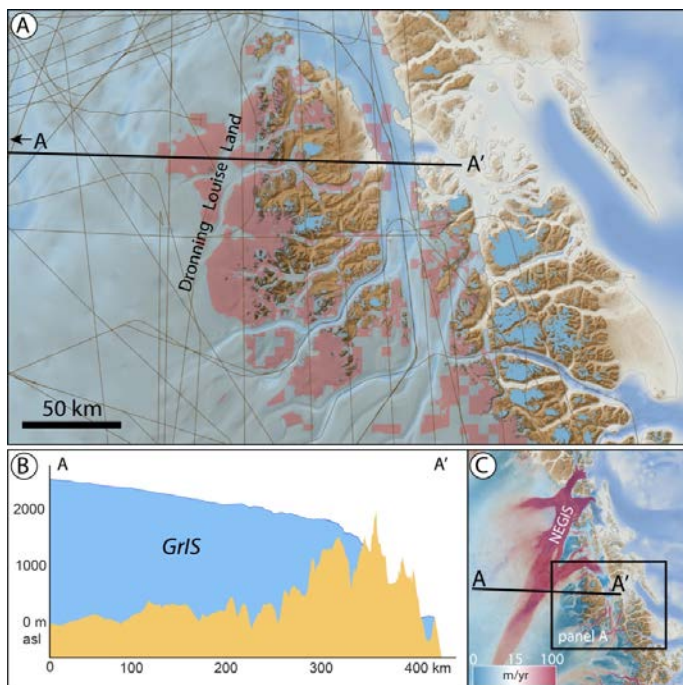 A
A
A'
Dronning Louise Land
50 km
B
A
A'
2000
1000
0 m
asl
GrIS
0
100
200
300
400 km
C
NEGIS
A
A'
panel A
0
15
100
m/yr